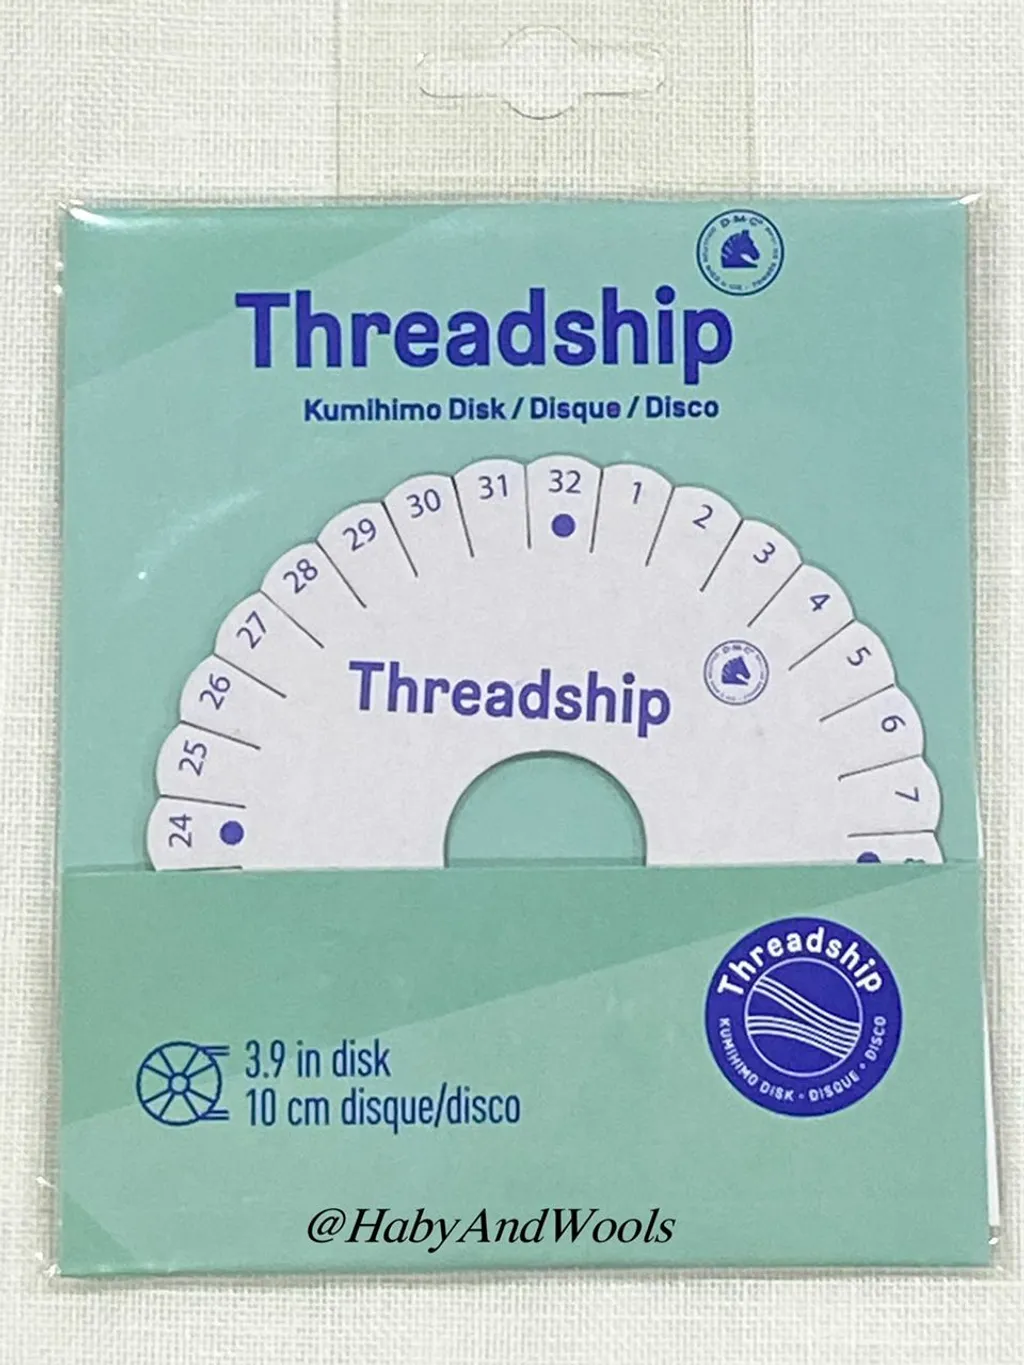 D·M·C
Threadship
Kumihimo Disk / Disque / Disco
32
31
1
30
2
29
3
28
4
27
5
26
6
25
7
24
D·M·C
Threadship
Threadship
KUMIHIMO DISK • DISQUE • DISCO
3.9 in disk
10 cm disque/disco
@HabyAndWools